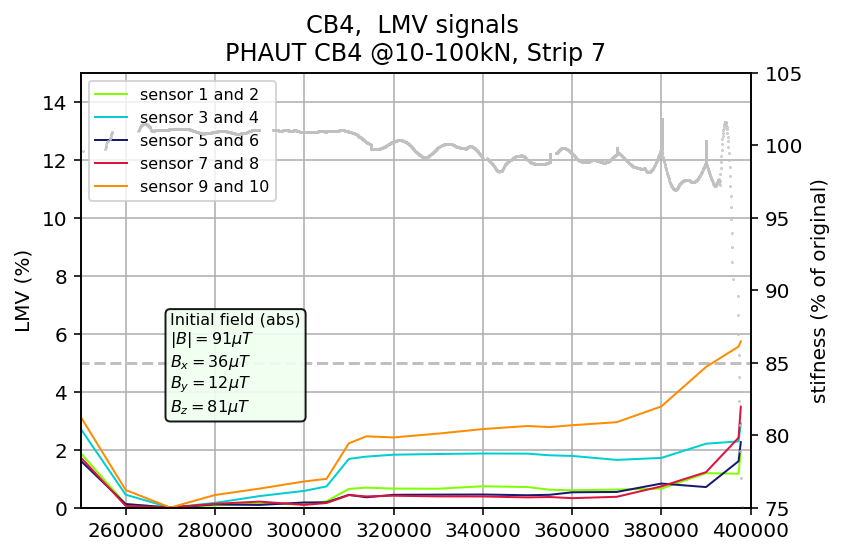 CB4,  LMV signals
PHAUT CB4 @10-100kN, Strip 7
sensor 1 and 2
sensor 3 and 4
sensor 5 and 6
sensor 7 and 8
sensor 9 and 10
Initial field (abs)
|B| = 91μT
Bx = 36μT
By = 12μT
Bz = 81μT
LMV (%)
14
12
10
8
6
4
2
0
stifness (% of original)
105
100
95
90
85
80
75
260000 280000 300000 320000 340000 360000 380000 400000